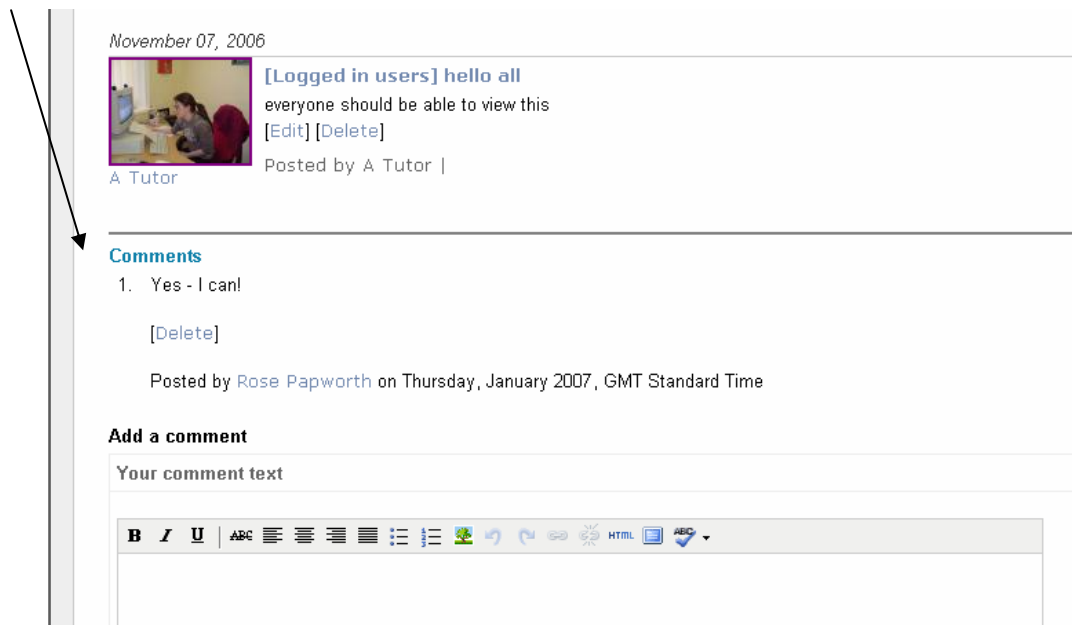 November 07, 2006
[Logged in users] hello all
everyone should be able to view this
[Edit] [Delete]
Posted by A Tutor |
A Tutor
Comments
1. Yes - I can!
[Delete]
Posted by Rose Papworth on Thursday, January 2007, GMT Standard Time
Add a comment
Your comment text
B I U | ABC HTML ABC